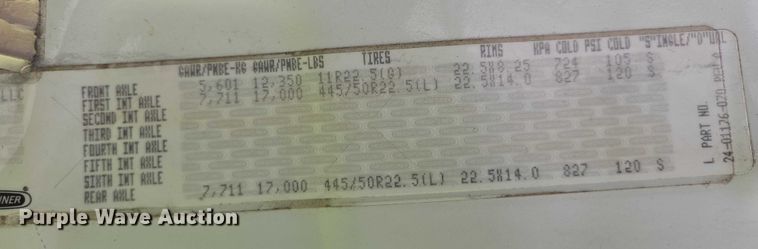 LLC
GAWR/PNBE-KG GAWR/PNBE-LBS TIRES RIMS KPA COLD PSI COLD "S"INGLE/"D"UAL
FRONT AXLE 5,601 12,350 11R22.5(G) 22.5X8.25 724 105 S
FIRST INT AXLE 7,711 17,000 445/50R22.5(L) 22.5X14.0 827 120 S
SECOND INT AXLE
THIRD INT AXLE
FOURTH INT AXLE
FIFTH INT AXLE
SIXTH INT AXLE
REAR AXLE 7,711 17,000 445/50R22.5(L) 22.5X14.0 827 120 S
L PART NO.
24-01176-070 REV A
INER
Purple Wave Auction